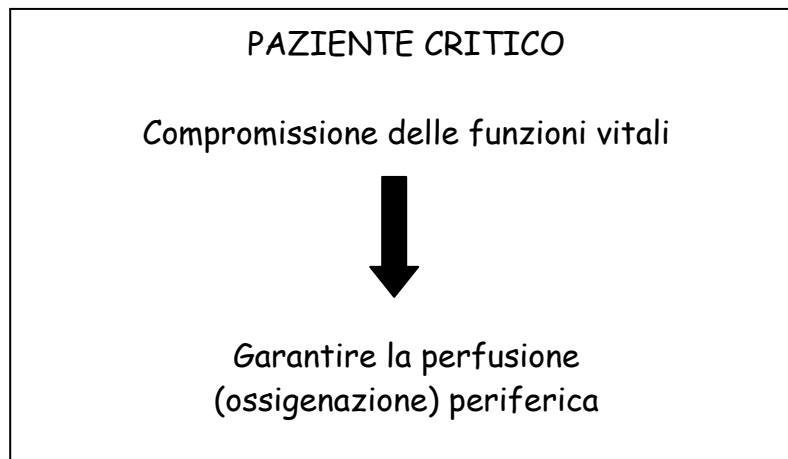 PAZIENTE CRITICO
Compromissione delle funzioni vitali
Garantire la perfusione
(ossigenazione) periferica